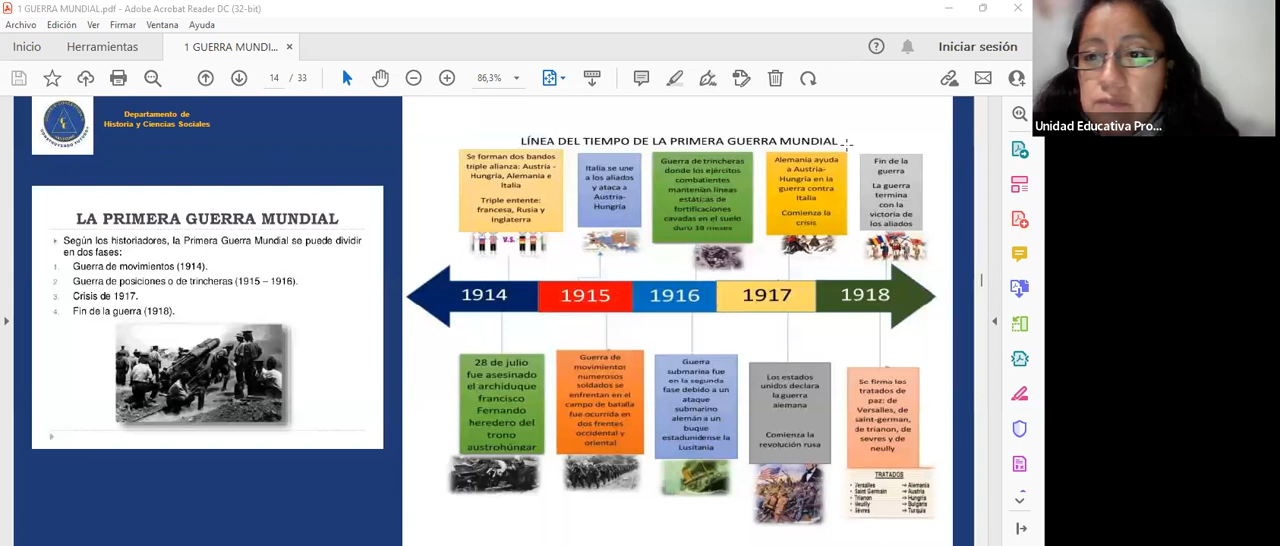 1 GUERRA MUNDIAL.pdf - Adobe Acrobat Reader DC (32-bit)
Archivo Edición Ver Firmar Ventana Ayuda
Inicio Herramientas 1 GUERRA MUNDI... × Iniciar sesión
14 / 33 86,3%
Unidad Educativa Pro...
Departamento de
Historia y Ciencias Sociales
LA PRIMERA GUERRA MUNDIAL
Según los historiadores, la Primera Guerra Mundial se puede dividir
en dos fases:
1. Guerra de movimientos (1914).
2. Guerra de posiciones o de trincheras (1915 – 1916).
3. Crisis de 1917.
4. Fin de la guerra (1918).
LÍNEA DEL TIEMPO DE LA PRIMERA GUERRA MUNDIAL
Se forman dos bandos
triple alianza: Austria -
Hungría, Alemania e
Italia
Triple entente:
francesa, Rusia y
Inglaterra
V.S.
Italia se une
a los aliados y
ataca a
Austria-
Hungría
Guerra de trincheras
donde los ejércitos
combatientes
mantenían líneas
estáticas de
fortificaciones
cavadas en el suelo
duró 18 meses
Alemania ayuda
a Austria-
Hungría en la
guerra contra
Italia
Comienza la
crisis
Fin de la
guerra
La guerra
termina
con la
victoria de
los aliados
1914 1915 1916 1917 1918
28 de julio
fue asesinado
el archiduque
francisco
Fernando
heredero del
trono
austrohúngar
Guerra de
movimientos
numerosos
soldados se
enfrentan en el
campo de batalla
fue ocurrida en
dos frentes
occidental y
oriental
Guerra
submarina fue
en la segunda
fase debido a un
ataque
submarino
alemán a un
buque
estadunidense la
Lusitania
Los estados
unidos declara
la guerra
alemana
Comienza la
revolución rusa
Se firma los
tratados de
paz: de
Versalles, de
saint-german,
de trianon, de
sevres y de
neully
TRATADOS
Versalles ⇒ Alemania
Saint Germain ⇒ Austria
Trianon ⇒ Hungría
Neuilly ⇒ Bulgaria
Sèvres ⇒ Turquía